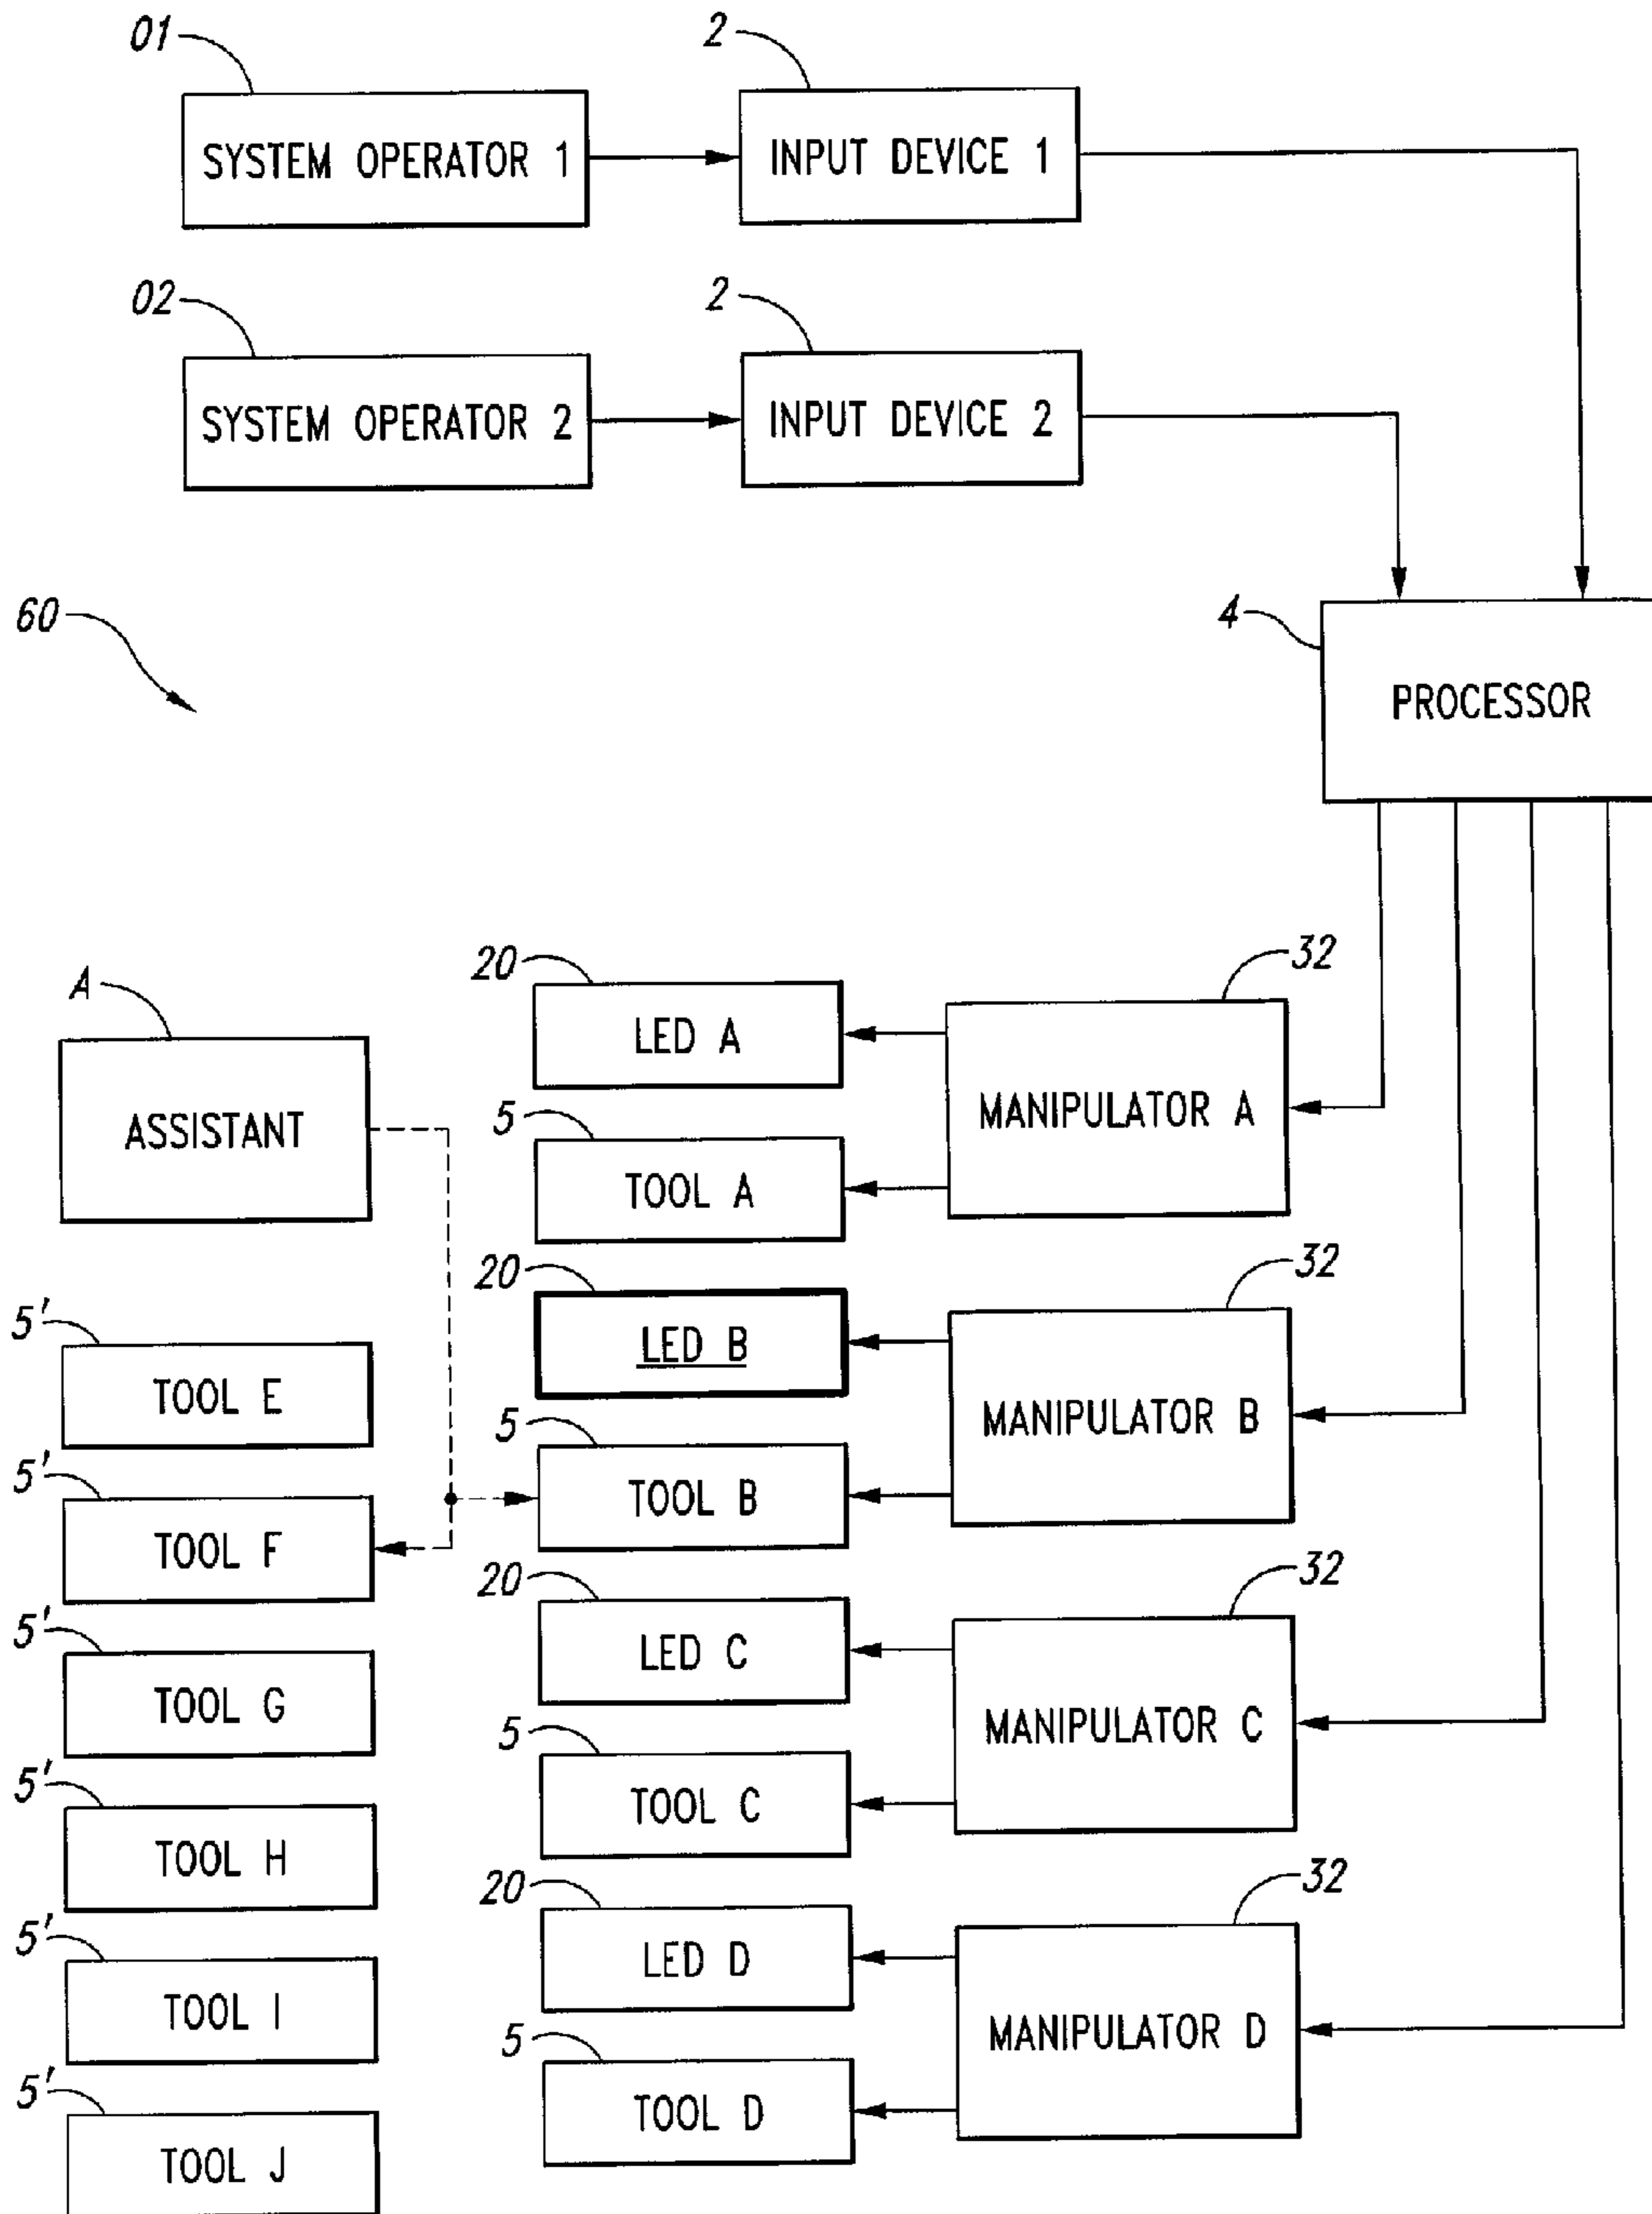 01
2
SYSTEM OPERATOR 1
INPUT DEVICE 1
02
2
SYSTEM OPERATOR 2
INPUT DEVICE 2
60
4
PROCESSOR
A
ASSISTANT
20
LED A
32
MANIPULATOR A
5
TOOL A
20
LED B
32
MANIPULATOR B
5
TOOL B
20
LED C
32
MANIPULATOR C
5
TOOL C
20
LED D
32
MANIPULATOR D
5
TOOL D
5'
TOOL E
5'
TOOL F
5'
TOOL G
5'
TOOL H
5'
TOOL I
5'
TOOL J